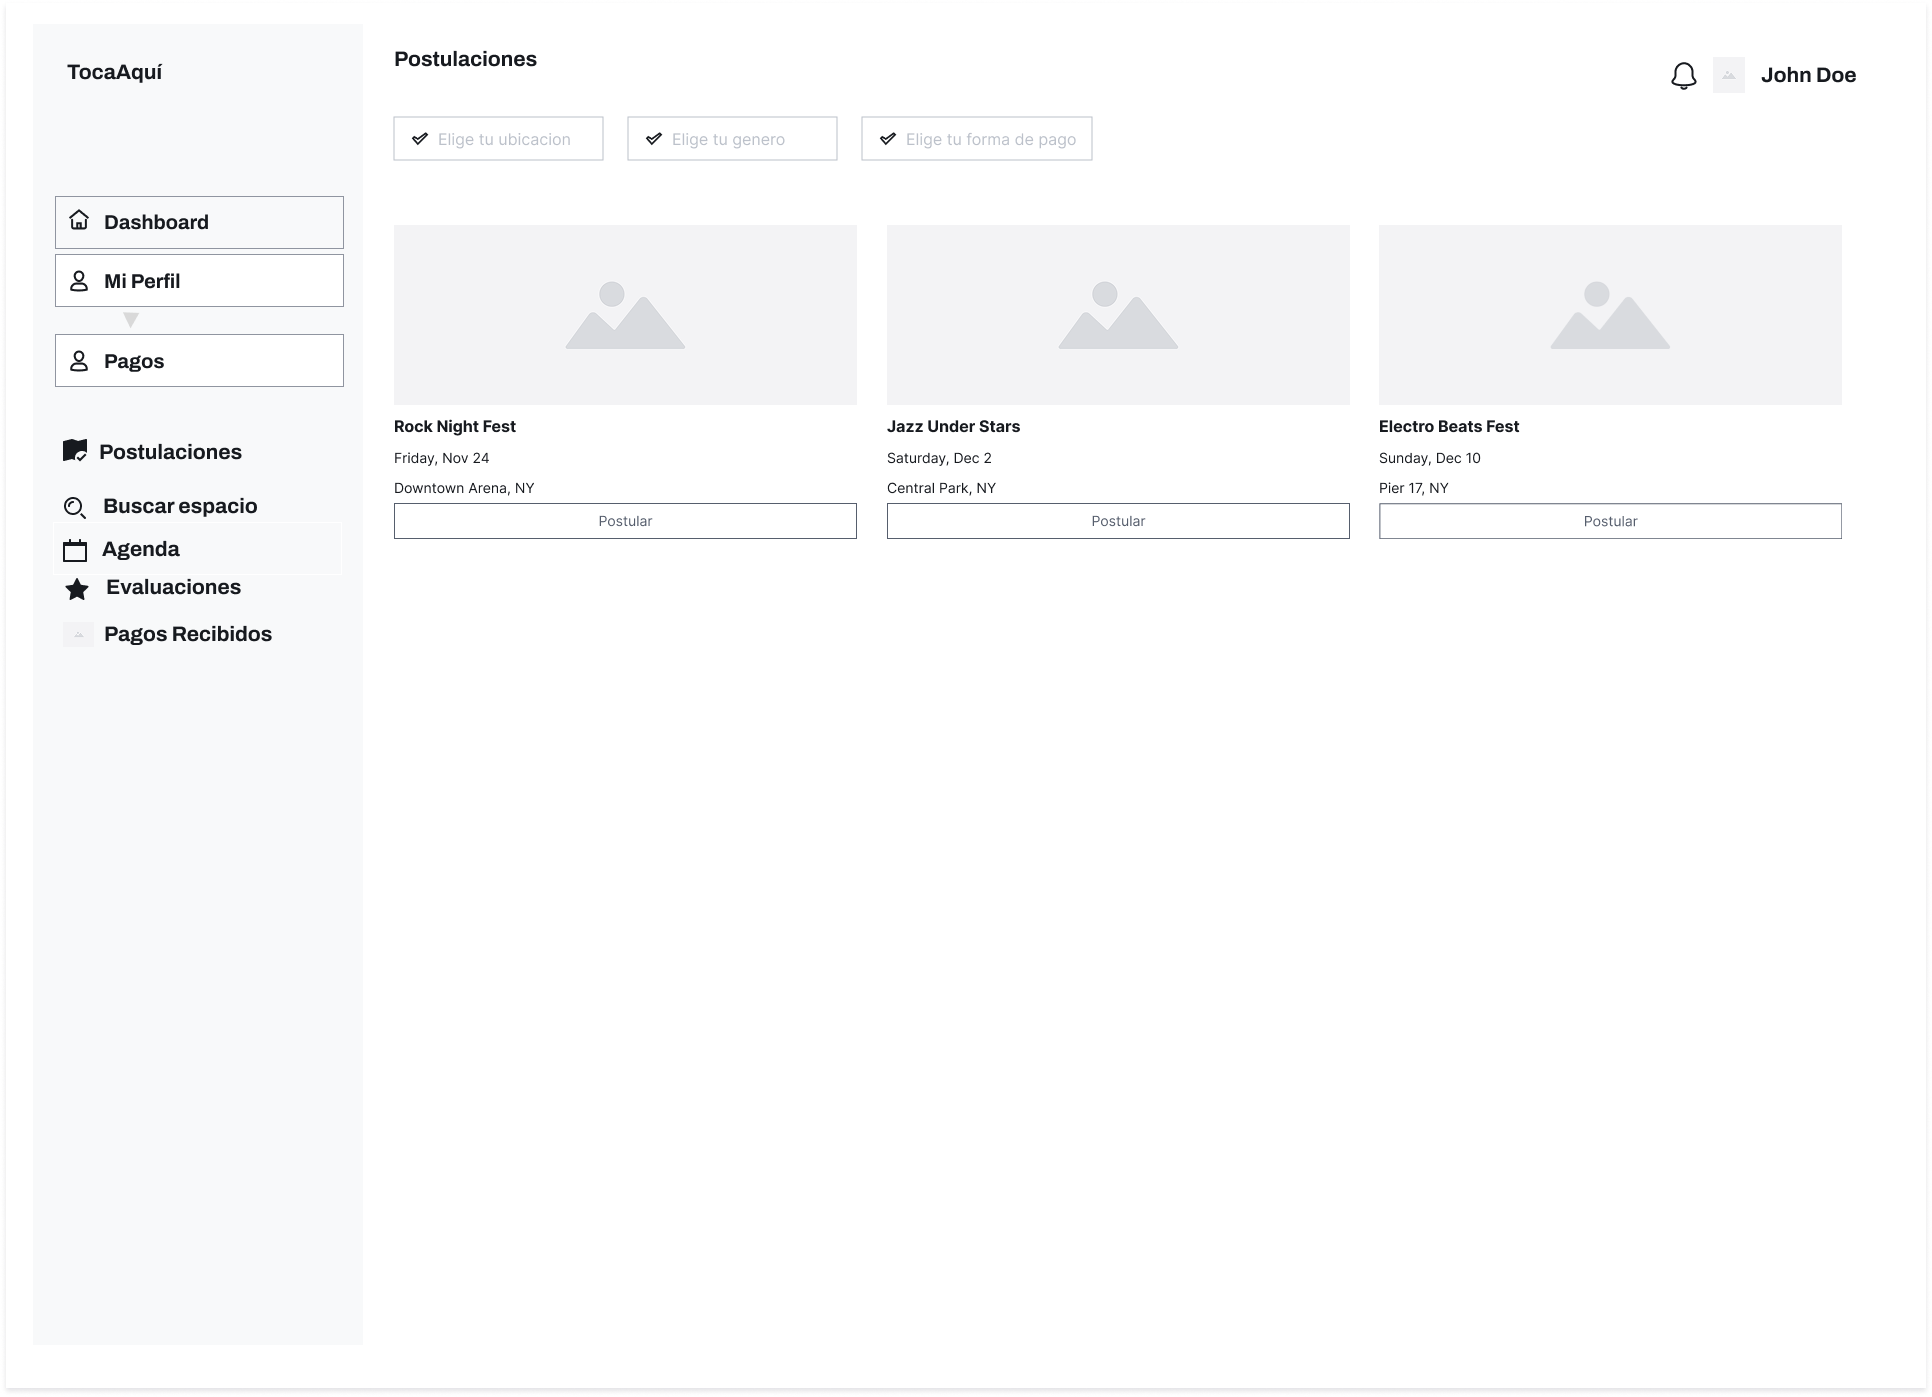 TocaAquí
Dashboard
Mi Perfil
Pagos
Postulaciones
Buscar espacio
Agenda
Evaluaciones
Pagos Recibidos
Postulaciones
John Doe
Elige tu ubicacion
Elige tu genero
Elige tu forma de pago
Rock Night Fest
Friday, Nov 24
Downtown Arena, NY
Postular
Jazz Under Stars
Saturday, Dec 2
Central Park, NY
Postular
Electro Beats Fest
Sunday, Dec 10
Pier 17, NY
Postular